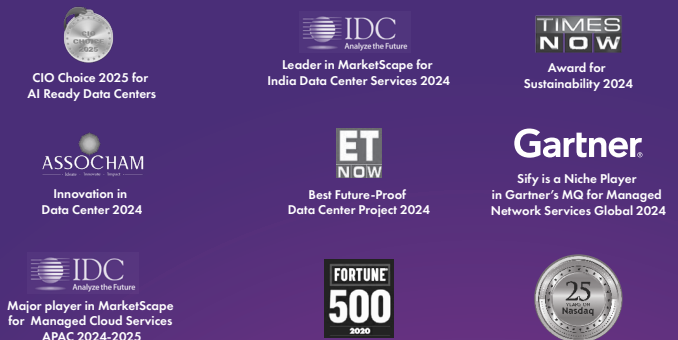 CIO
CHOICE
2025
CIO Choice 2025 for
AI Ready Data Centers
IDC
Analyze the Future
Leader in MarketScape for
India Data Center Services 2024
TIMES
NOW
Award for
Sustainability 2024
ASSOCHAM
Innovation in
Data Center 2024
ET
NOW
Best Future-Proof
Data Center Project 2024
Gartner®
Sify is a Niche Player
in Gartner's MQ for Managed
Network Services Global 2024
IDC
Analyze the Future
Major player in MarketScape
for Managed Cloud Services
APAC 2024-2025
FORTUNE
500
2020
25
YEARS ON
Nasdaq